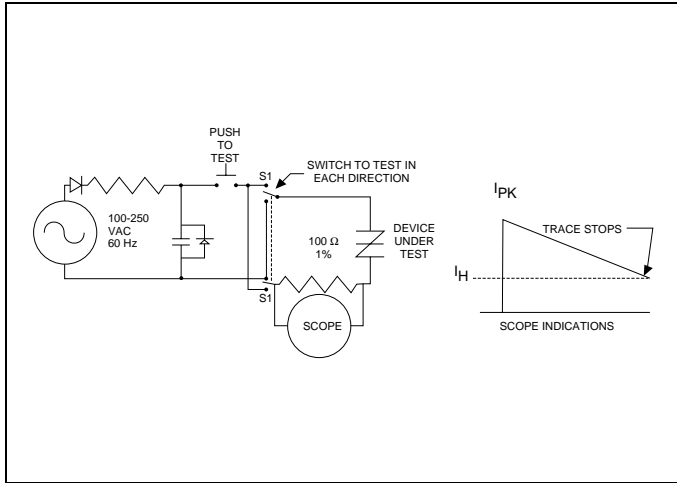 PUSH
TO
TEST
S1
SWITCH TO TEST IN
EACH DIRECTION
100-250
VAC
60 Hz
100 Ω
1%
DEVICE
UNDER
TEST
S1
SCOPE
IPK
TRACE STOPS
IH
SCOPE INDICATIONS